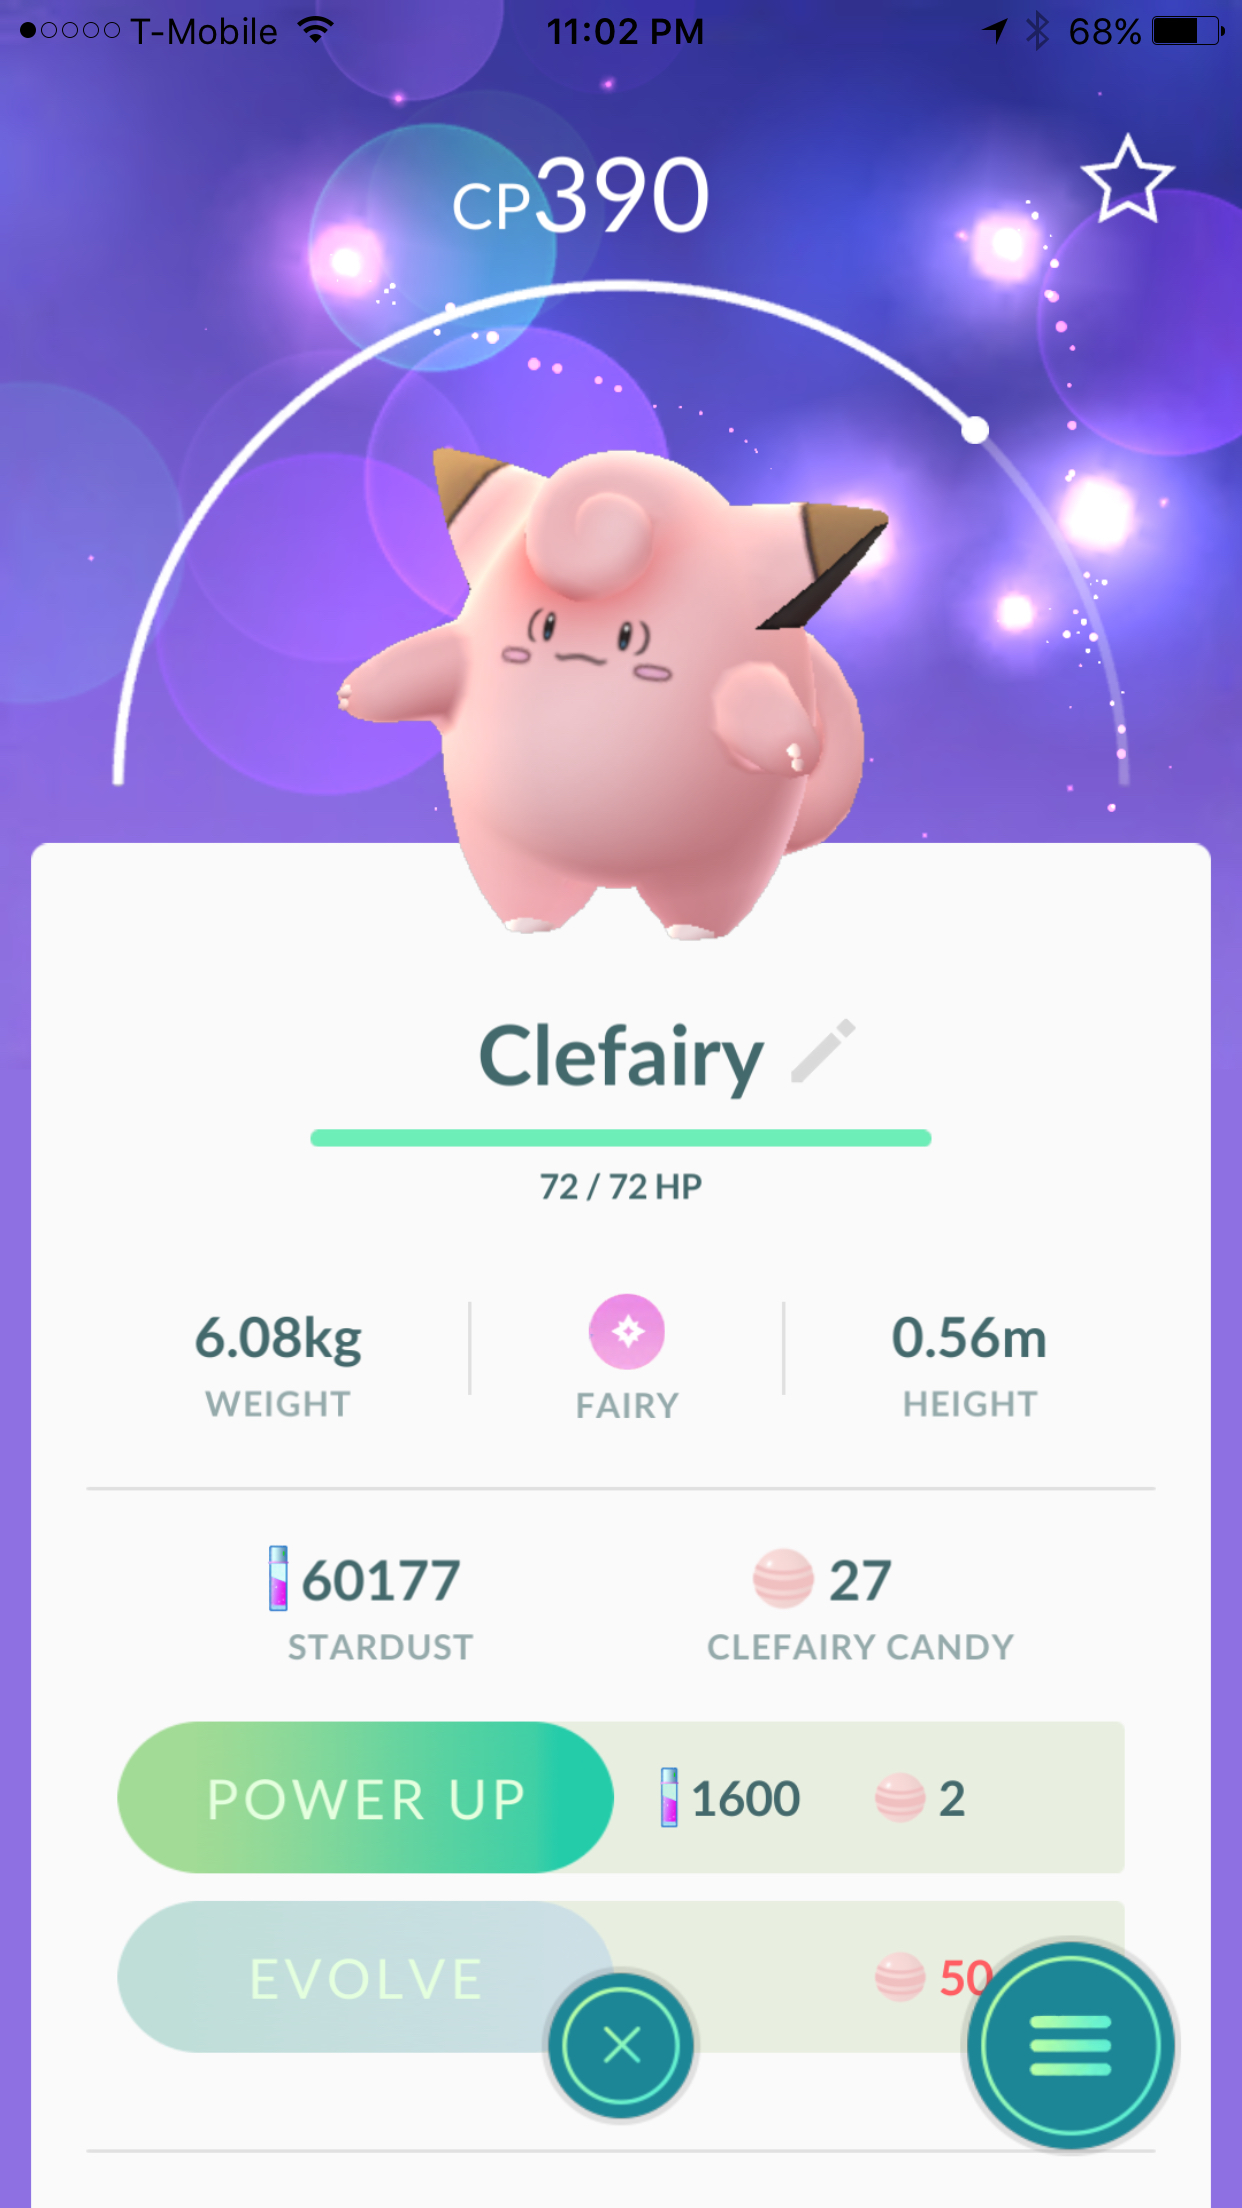 T-Mobile 11:02 PM 68%
CP390
Clefairy
72 / 72 HP
6.08kg 0.56m
WEIGHT FAIRY HEIGHT
60177 27
STARDUST CLEFAIRY CANDY
POWER UP 1600 2
EVOLVE 50